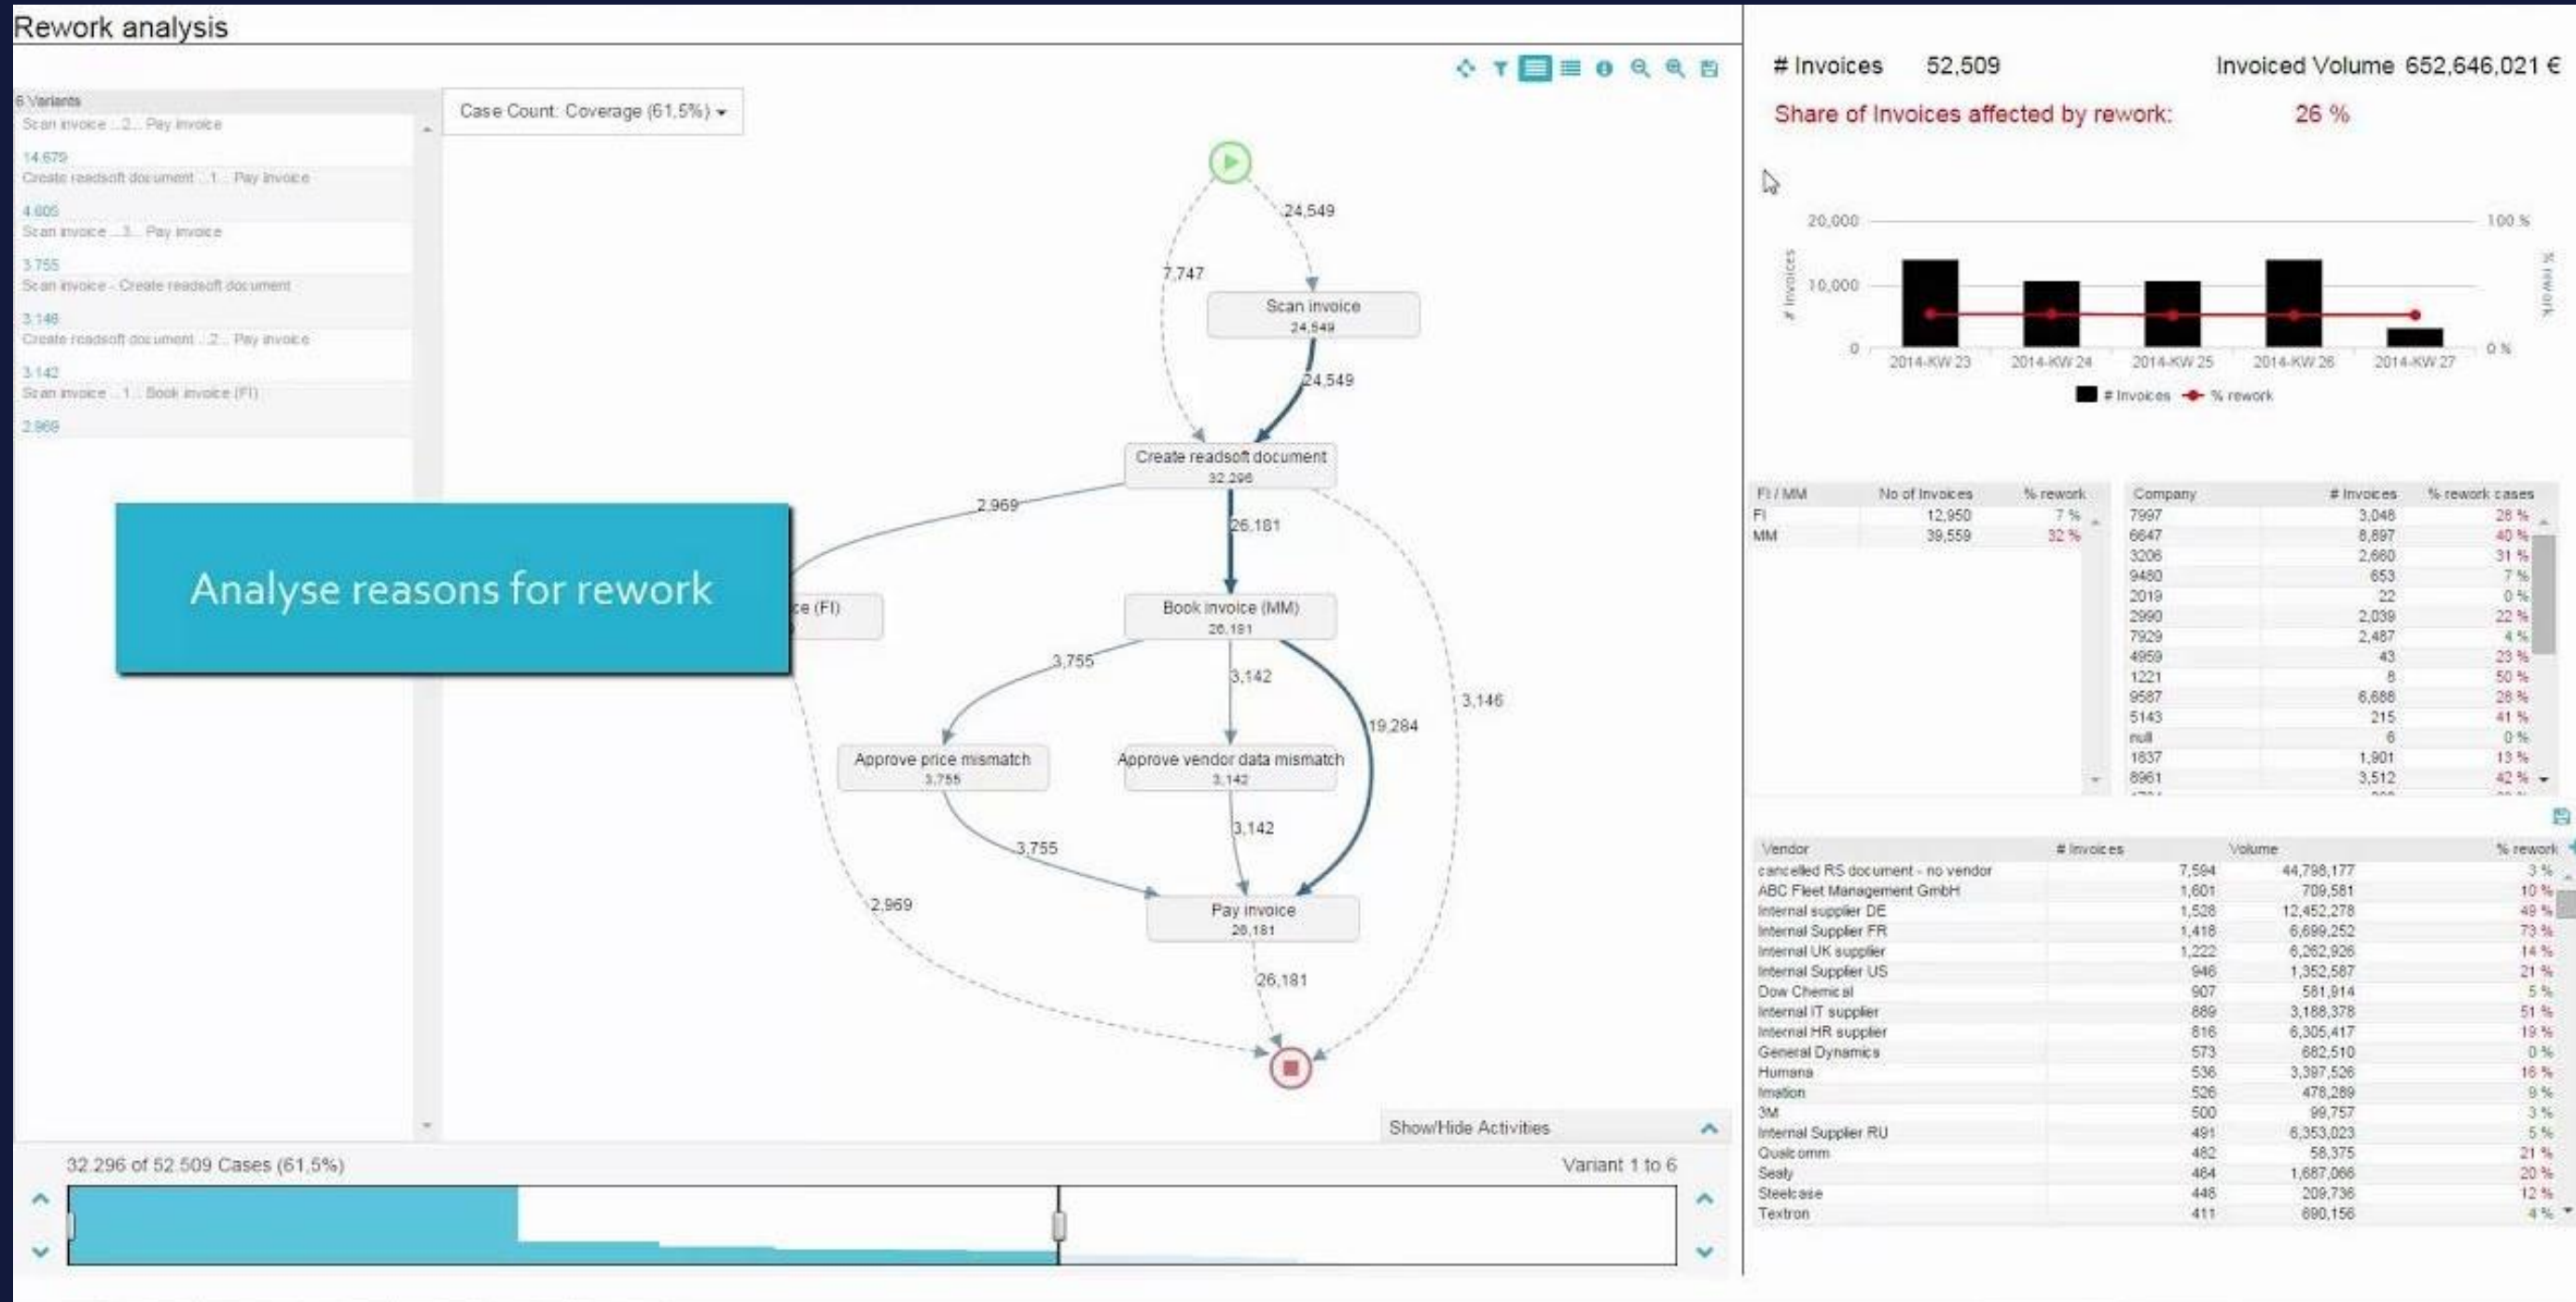 Rework analysis
6 Variants
Scan invoice ...2... Pay invoice
14.679
Create readsoft document ...1... Pay invoice
4.605
Scan invoice ...3... Pay invoice
3.755
Scan invoice - Create readsoft document
3.146
Create readsoft document ...2... Pay invoice
3.142
Scan invoice ...1... Book invoice (FI)
2.969
Case Count: Coverage (61,5%)
24,549
7,747
Scan invoice
24,549
24,549
Create readsoft document
32,296
2,969
26,181
Analyse reasons for rework
ce (FI)
Book invoice (MM)
26,181
3,755
3,142
3,146
19,284
Approve price mismatch
3,755
Approve vendor data mismatch
3,142
3,142
3,755
2,969
Pay invoice
26,181
26,181
Show/Hide Activities
32.296 of 52.509 Cases (61,5%)
Variant 1 to 6
# Invoices 52,509
Invoiced Volume 652,646,021 €
Share of Invoices affected by rework: 26 %
20,000
100 %
# Invoices
% rework
10,000
0
0 %
2014-KW 23 2014-KW 24 2014-KW 25 2014-KW 26 2014-KW 27
# Invoices % rework
FI / MM No of Invoices % rework
FI 12,950 7 %
MM 39,559 32 %
Company # Invoices % rework cases
7997 3,048 28 %
6647 8,897 40 %
3206 2,660 31 %
9480 653 7 %
2019 22 0 %
2990 2,039 22 %
7929 2,487 4 %
4959 43 23 %
1221 8 50 %
9587 6,688 28 %
5143 215 41 %
null 6 0 %
1637 1,901 13 %
8961 3,512 42 %
Vendor # Invoices Volume % rework
cancelled RS document - no vendor 7,594 44,798,177 3 %
ABC Fleet Management GmbH 1,601 709,581 10 %
Internal supplier DE 1,528 12,452,278 49 %
Internal Supplier FR 1,418 6,699,252 73 %
Internal UK supplier 1,222 6,262,926 14 %
Internal Supplier US 946 1,352,587 21 %
Dow Chemical 907 581,914 5 %
Internal IT supplier 889 3,188,378 51 %
Internal HR supplier 816 6,305,417 19 %
General Dynamics 573 682,510 0 %
Humana 536 3,397,526 16 %
Imation 526 478,289 9 %
3M 500 99,757 3 %
Internal Supplier RU 491 6,353,023 5 %
Qualcomm 482 58,375 21 %
Sealy 464 1,687,066 20 %
Steelcase 448 209,736 12 %
Textron 411 690,156 4 %